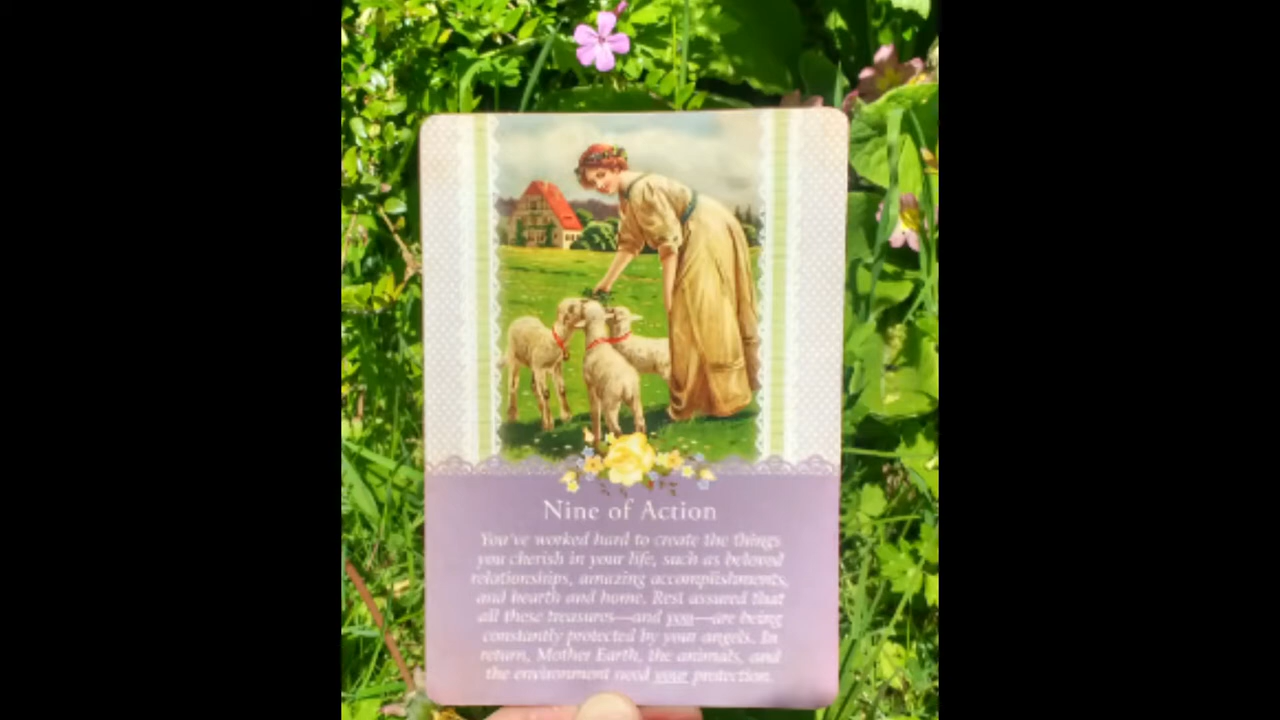 Nine of Action
You've worked hard to create the things
you cherish in your life, such as beloved
relationships, amazing accomplishments,
and hearth and home. Rest assured that
all these treasures—and you—are being
constantly protected by your angels. In
return, Mother Earth, the animals, and
the environment need your protection.